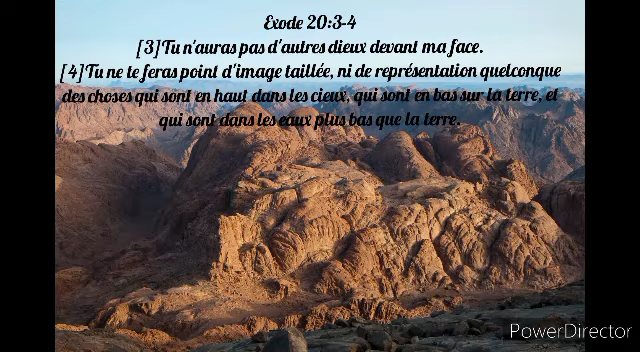 Exode 20:3-4
[3]Tu n'auras pas d'autres dieux devant ma face.
[4]Tu ne te feras point d'image taillée, ni de représentation quelconque
des choses qui sont en haut dans les cieux, qui sont en bas sur la terre, et
qui sont dans les eaux plus bas que la terre.
PowerDirector